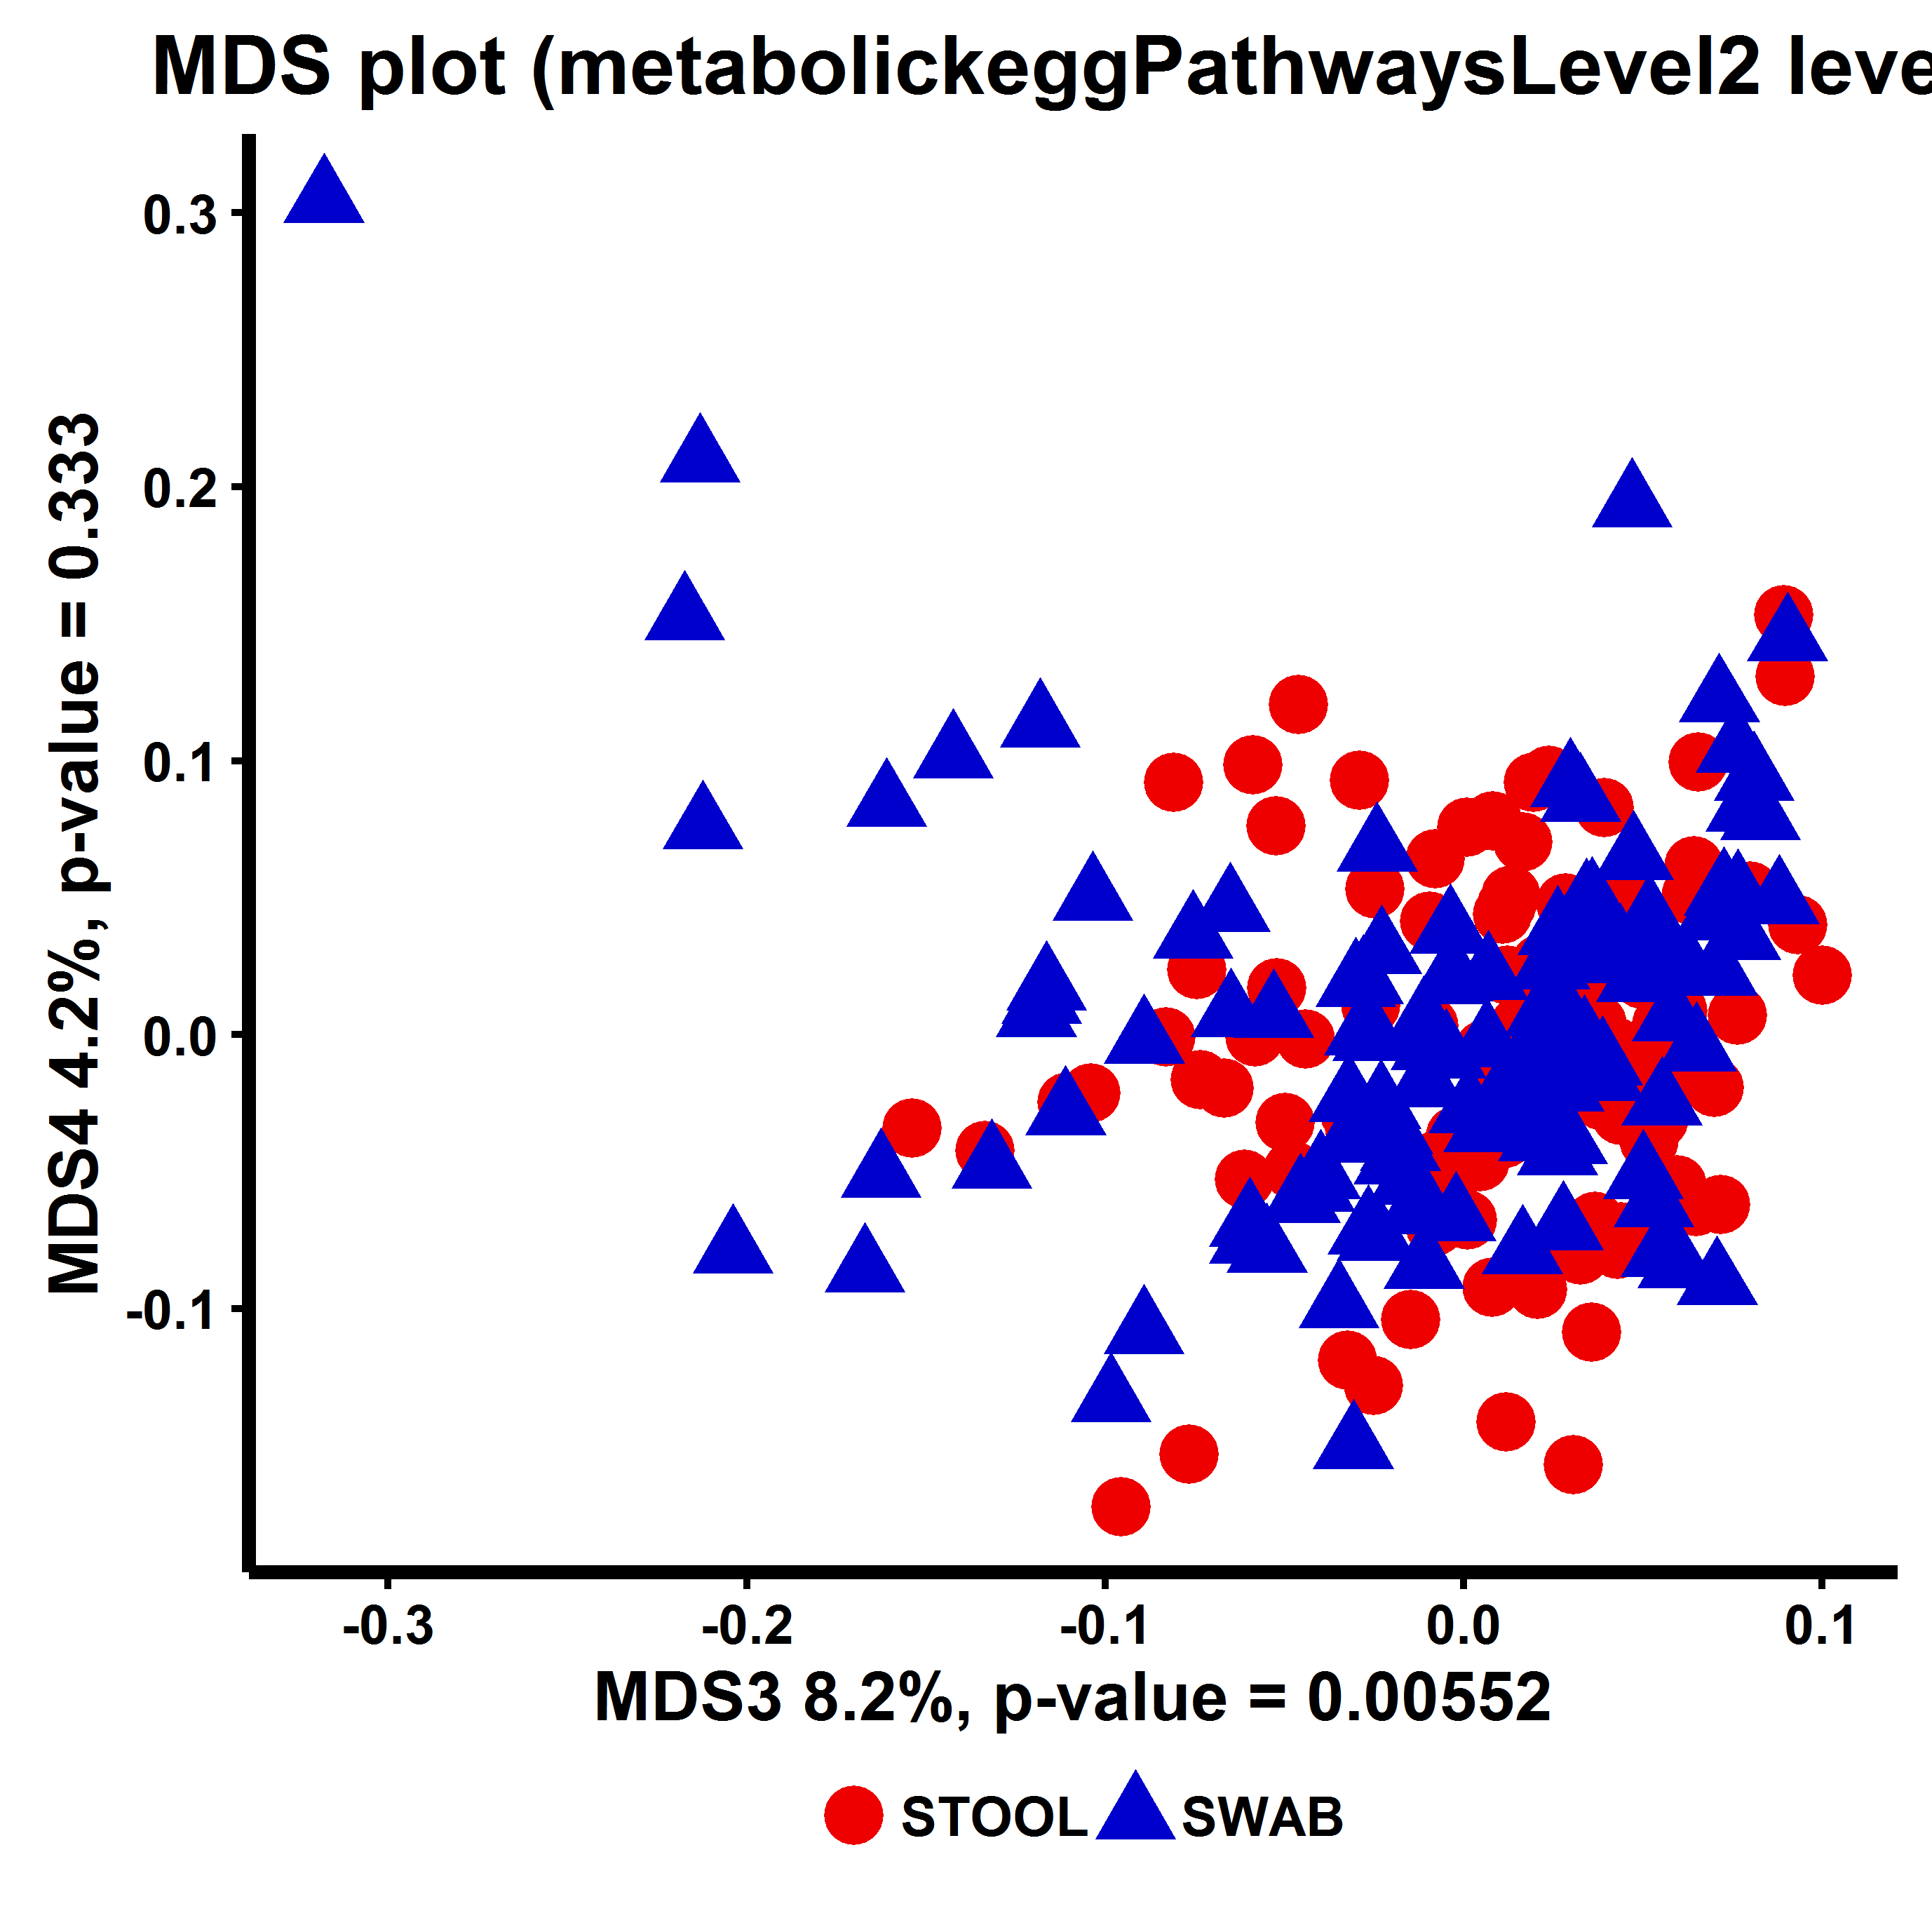 MDS plot (metabolickeggPathwaysLevel2 leve
MDS4 4.2%, p-value = 0.333
0.3
0.2
0.1
0.0
-0.1
-0.3 -0.2 -0.1 0.0 0.1
MDS3 8.2%, p-value = 0.00552
STOOL SWAB